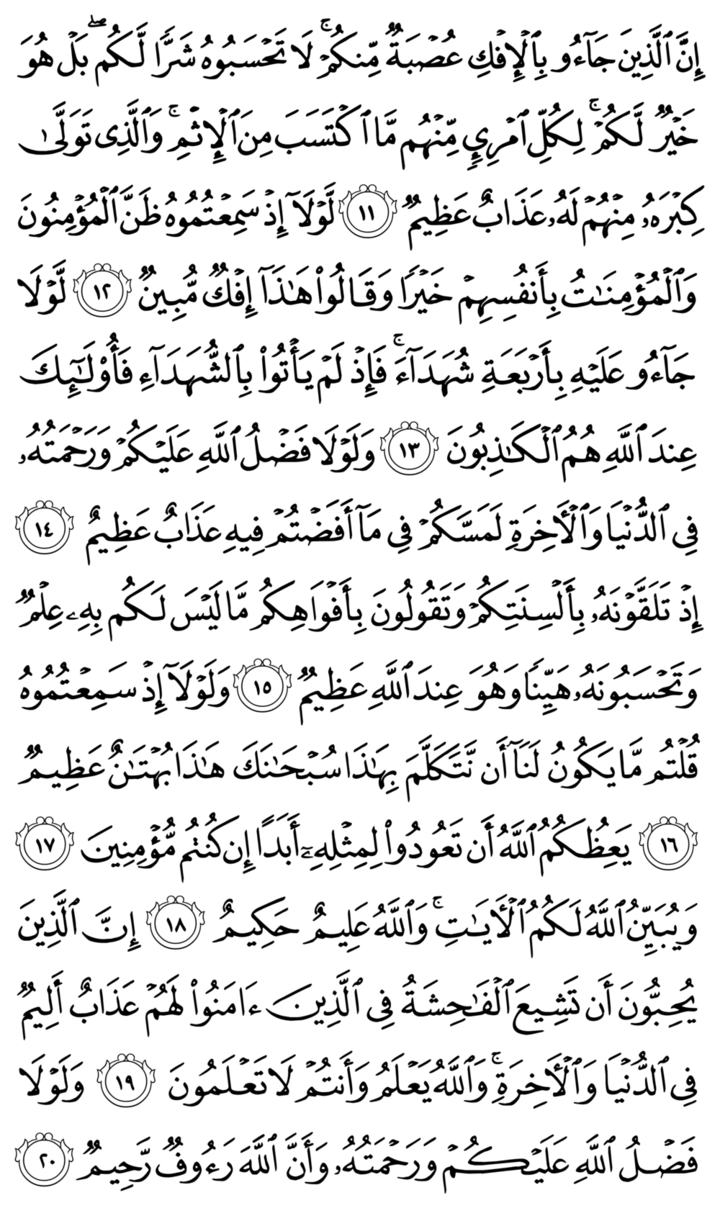 إِنَّ ٱلَّذِينَ جَآءُو بِٱلْإِفْكِ عُصْبَةٌ مِّنكُمْ ۚ لَا تَحْسَبُوهُ شَرًّا لَّكُم ۖ بَلْ هُوَ
خَيْرٌ لَّكُمْ ۚ لِكُلِّ ٱمْرِئٍ مِّنْهُم مَّا ٱكْتَسَبَ مِنَ ٱلْإِثْمِ ۚ وَٱلَّذِى تَوَلَّىٰ
كِبْرَهُۥ مِنْهُمْ لَهُۥ عَذَابٌ عَظِيمٌ ١١ لَّوْلَآ إِذْ سَمِعْتُمُوهُ ظَنَّ ٱلْمُؤْمِنُونَ
وَٱلْمُؤْمِنَـٰتُ بِأَنفُسِهِمْ خَيْرًا وَقَالُوا۟ هَـٰذَآ إِفْكٌ مُّبِينٌ ١٢ لَّوْلَا
جَآءُو عَلَيْهِ بِأَرْبَعَةِ شُهَدَآءَ ۚ فَإِذْ لَمْ يَأْتُوا۟ بِٱلشُّهَدَآءِ فَأُو۟لَـٰٓئِكَ
عِندَ ٱللَّهِ هُمُ ٱلْكَـٰذِبُونَ ١٣ وَلَوْلَا فَضْلُ ٱللَّهِ عَلَيْكُمْ وَرَحْمَتُهُۥ
فِى ٱلدُّنْيَا وَٱلْـَٔاخِرَةِ لَمَسَّكُمْ فِى مَآ أَفَضْتُمْ فِيهِ عَذَابٌ عَظِيمٌ ١٤
إِذْ تَلَقَّوْنَهُۥ بِأَلْسِنَتِكُمْ وَتَقُولُونَ بِأَفْوَاهِكُم مَّا لَيْسَ لَكُم بِهِۦ عِلْمٌ
وَتَحْسَبُونَهُۥ هَيِّنًا وَهُوَ عِندَ ٱللَّهِ عَظِيمٌ ١٥ وَلَوْلَآ إِذْ سَمِعْتُمُوهُ
قُلْتُم مَّا يَكُونُ لَنَآ أَن نَّتَكَلَّمَ بِهَـٰذَا سُبْحَـٰنَكَ هَـٰذَا بُهْتَـٰنٌ عَظِيمٌ
١٦ يَعِظُكُمُ ٱللَّهُ أَن تَعُودُوا۟ لِمِثْلِهِۦٓ أَبَدًا إِن كُنتُم مُّؤْمِنِينَ ١٧
وَيُبَيِّنُ ٱللَّهُ لَكُمُ ٱلْـَٔايَـٰتِ ۚ وَٱللَّهُ عَلِيمٌ حَكِيمٌ ١٨ إِنَّ ٱلَّذِينَ
يُحِبُّونَ أَن تَشِيعَ ٱلْفَـٰحِشَةُ فِى ٱلَّذِينَ ءَامَنُوا۟ لَهُمْ عَذَابٌ أَلِيمٌ
فِى ٱلدُّنْيَا وَٱلْـَٔاخِرَةِ ۚ وَٱللَّهُ يَعْلَمُ وَأَنتُمْ لَا تَعْلَمُونَ ١٩ وَلَوْلَا
فَضْلُ ٱللَّهِ عَلَيْكُمْ وَرَحْمَتُهُۥ وَأَنَّ ٱللَّهَ رَءُوفٌ رَّحِيمٌ ٢٠